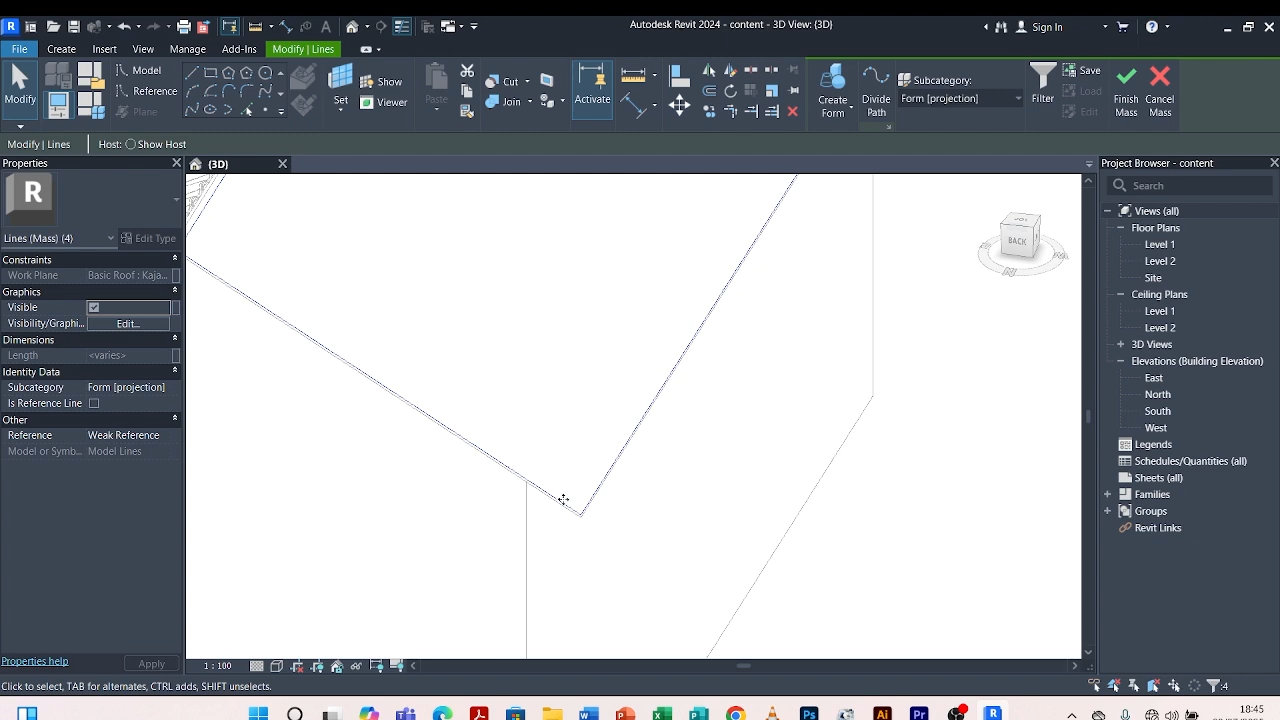 Autodesk Revit 2024 - content - 3D View: {3D}
Sign In
File
Create
Insert
View
Manage
Add-Ins
Modify | Lines
Modify
Model
Reference
Plane
Set
Show
Viewer
Paste
Cut
Join
Activate
Create
Form
Divide
Path
Subcategory:
Form [projection]
Filter
Save
Load
Edit
Finish
Mass
Cancel
Mass
Modify | Lines
Host:
Show Host
Properties
{3D}
Project Browser - content
R
Search
Lines (Mass) (4)
Edit Type
Constraints
Work Plane
Basic Roof : Kaja...
Graphics
Visible
Visibility/Graphi...
Edit...
Dimensions
Length
<varies>
Identity Data
Subcategory
Form [projection]
Is Reference Line
Other
Reference
Weak Reference
Model or Symb...
Model Lines
BACK
Views (all)
Floor Plans
Level 1
Level 2
Site
Ceiling Plans
Level 1
Level 2
3D Views
Elevations (Building Elevation)
East
North
South
West
Legends
Schedules/Quantities (all)
Sheets (all)
Families
Groups
Revit Links
Properties help
Apply
1 : 100
Click to select, TAB for alternates, CTRL adds, SHIFT unselects.
:4
18:45